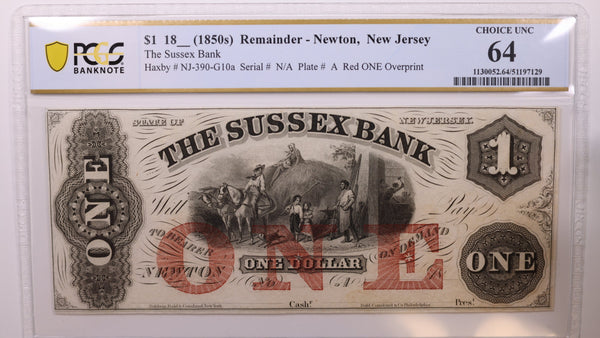 PCGS
BANKNOTE
$1 18__ (1850s) Remainder - Newton, New Jersey
The Sussex Bank
Haxby # NJ-390-G10a Serial # N/A Plate # A Red ONE Overprint
CHOICE UNC
64
1130052.64/51197129
STATE OF NEW JERSEY
THE SUSSEX BANK
ONE
1
Will Pay
ONE
TO BEARER ON DEMAND
ONE DOLLAR
NEWTON
ONE
Cash!
Pres!